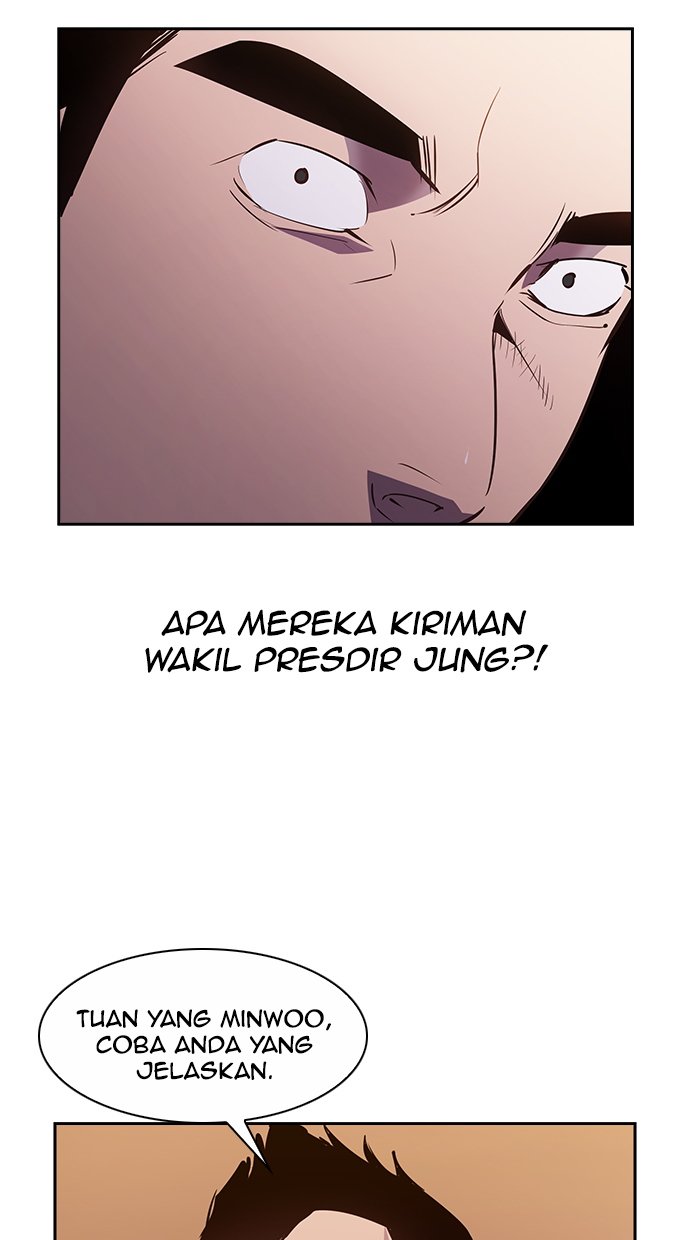 APA MEREKA KIRIMAN
WAKIL PRESDIR JUNG?!
TUAN YANG MINWOO,
COBA ANDA YANG
JELASKAN.